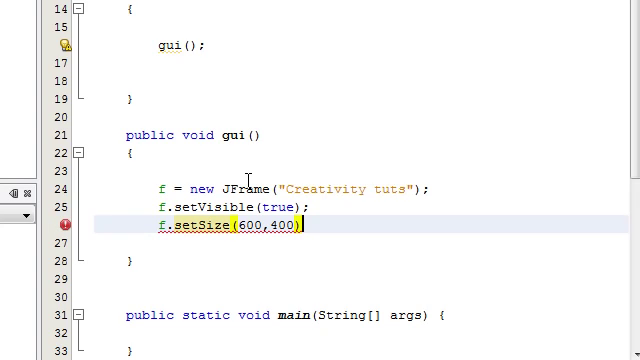 14 {
15
gui();
17
18
19 }
20
21 public void gui()
22 {
23
24 f = new JFrame("Creativity tuts");
25 f.setVisible(true);
f.setSize(600,400)
27
28 }
29
30
31 public static void main(String[] args) {
32
33 }